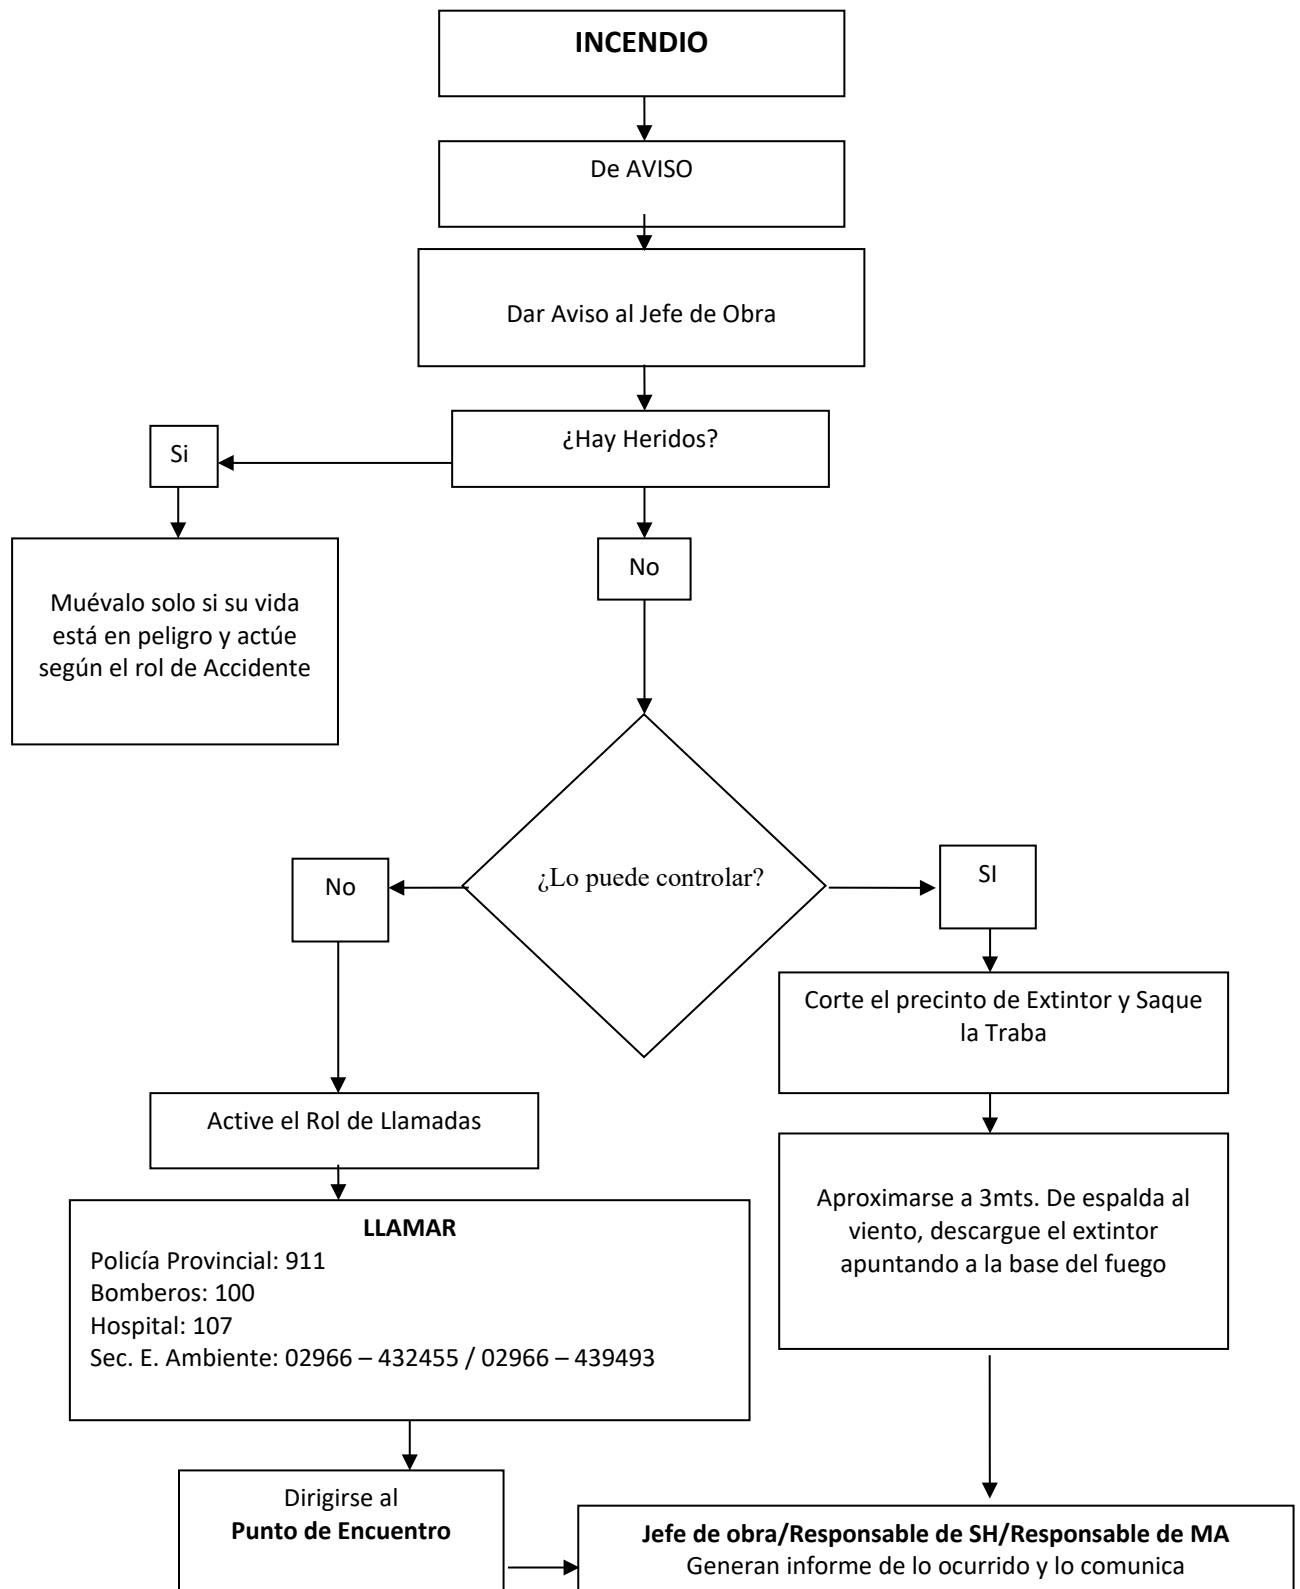 INCENDIO
De AVISO
Dar Aviso al Jefe de Obra
¿Hay Heridos?
Si
No
Muévalo solo si su vida
está en peligro y actúe
según el rol de Accidente
¿Lo puede controlar?
No
SI
Corte el precinto de Extintor y Saque
la Traba
Active el Rol de Llamadas
Aproximarse a 3mts. De espalda al
viento, descargue el extintor
apuntando a la base del fuego
LLAMAR
Policía Provincial: 911
Bomberos: 100
Hospital: 107
Sec. E. Ambiente: 02966 – 432455 / 02966 – 439493
Dirigirse al
Punto de Encuentro
Jefe de obra/Responsable de SH/Responsable de MA
Generan informe de lo ocurrido y lo comunica